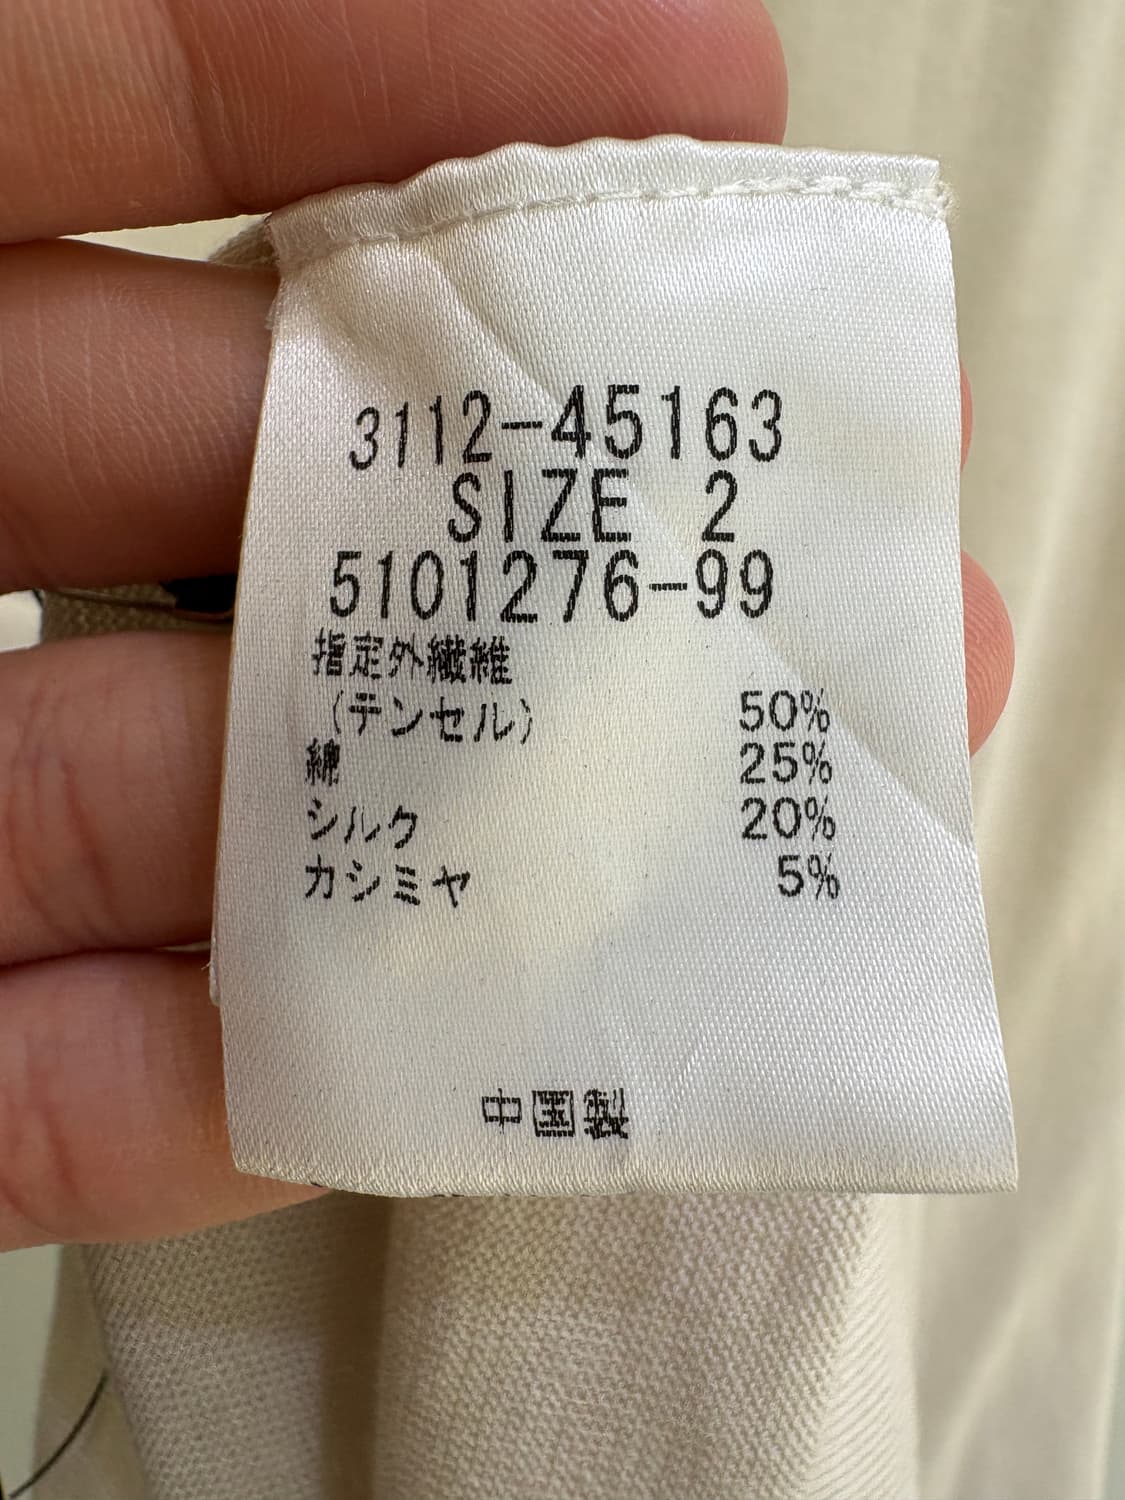 3112-45163
SIZE 2
5101276-99
指定外繊維
(テンセル) 50%
綿 25%
シルク 20%
カシミヤ 5%
中国製